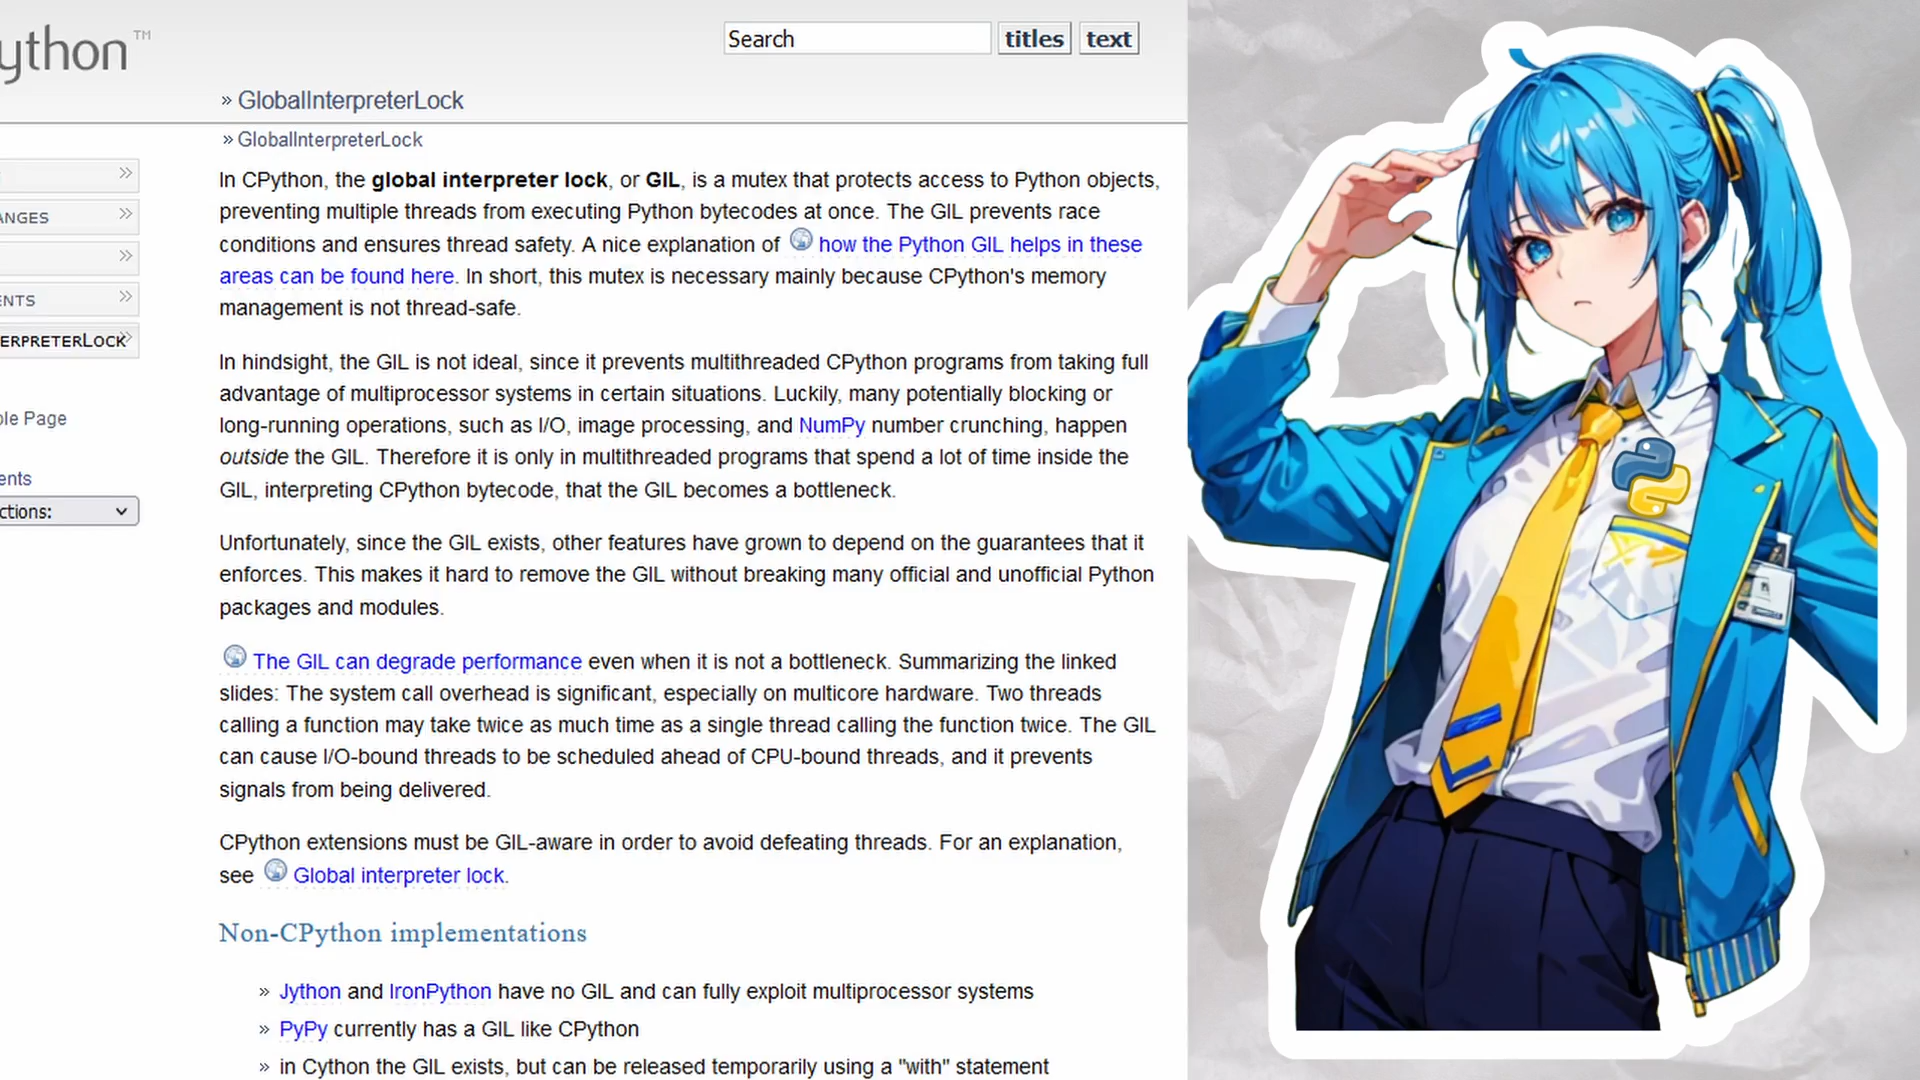 ython™
Search titles text
» GlobalInterpreterLock
» GlobalInterpreterLock
In CPython, the global interpreter lock, or GIL, is a mutex that protects access to Python objects,
preventing multiple threads from executing Python bytecodes at once. The GIL prevents race
conditions and ensures thread safety. A nice explanation of how the Python GIL helps in these
areas can be found here. In short, this mutex is necessary mainly because CPython's memory
management is not thread-safe.
In hindsight, the GIL is not ideal, since it prevents multithreaded CPython programs from taking full
advantage of multiprocessor systems in certain situations. Luckily, many potentially blocking or
long-running operations, such as I/O, image processing, and NumPy number crunching, happen
outside the GIL. Therefore it is only in multithreaded programs that spend a lot of time inside the
GIL, interpreting CPython bytecode, that the GIL becomes a bottleneck.
Unfortunately, since the GIL exists, other features have grown to depend on the guarantees that it
enforces. This makes it hard to remove the GIL without breaking many official and unofficial Python
packages and modules.
The GIL can degrade performance even when it is not a bottleneck. Summarizing the linked
slides: The system call overhead is significant, especially on multicore hardware. Two threads
calling a function may take twice as much time as a single thread calling the function twice. The GIL
can cause I/O-bound threads to be scheduled ahead of CPU-bound threads, and it prevents
signals from being delivered.
CPython extensions must be GIL-aware in order to avoid defeating threads. For an explanation,
see Global interpreter lock.
Non-CPython implementations
» Jython and IronPython have no GIL and can fully exploit multiprocessor systems
» PyPy currently has a GIL like CPython
» in Cython the GIL exists, but can be released temporarily using a "with" statement
»
ANGES »
»
ENTS »
ERPRETERLOCK »
ble Page
ents
ctions: